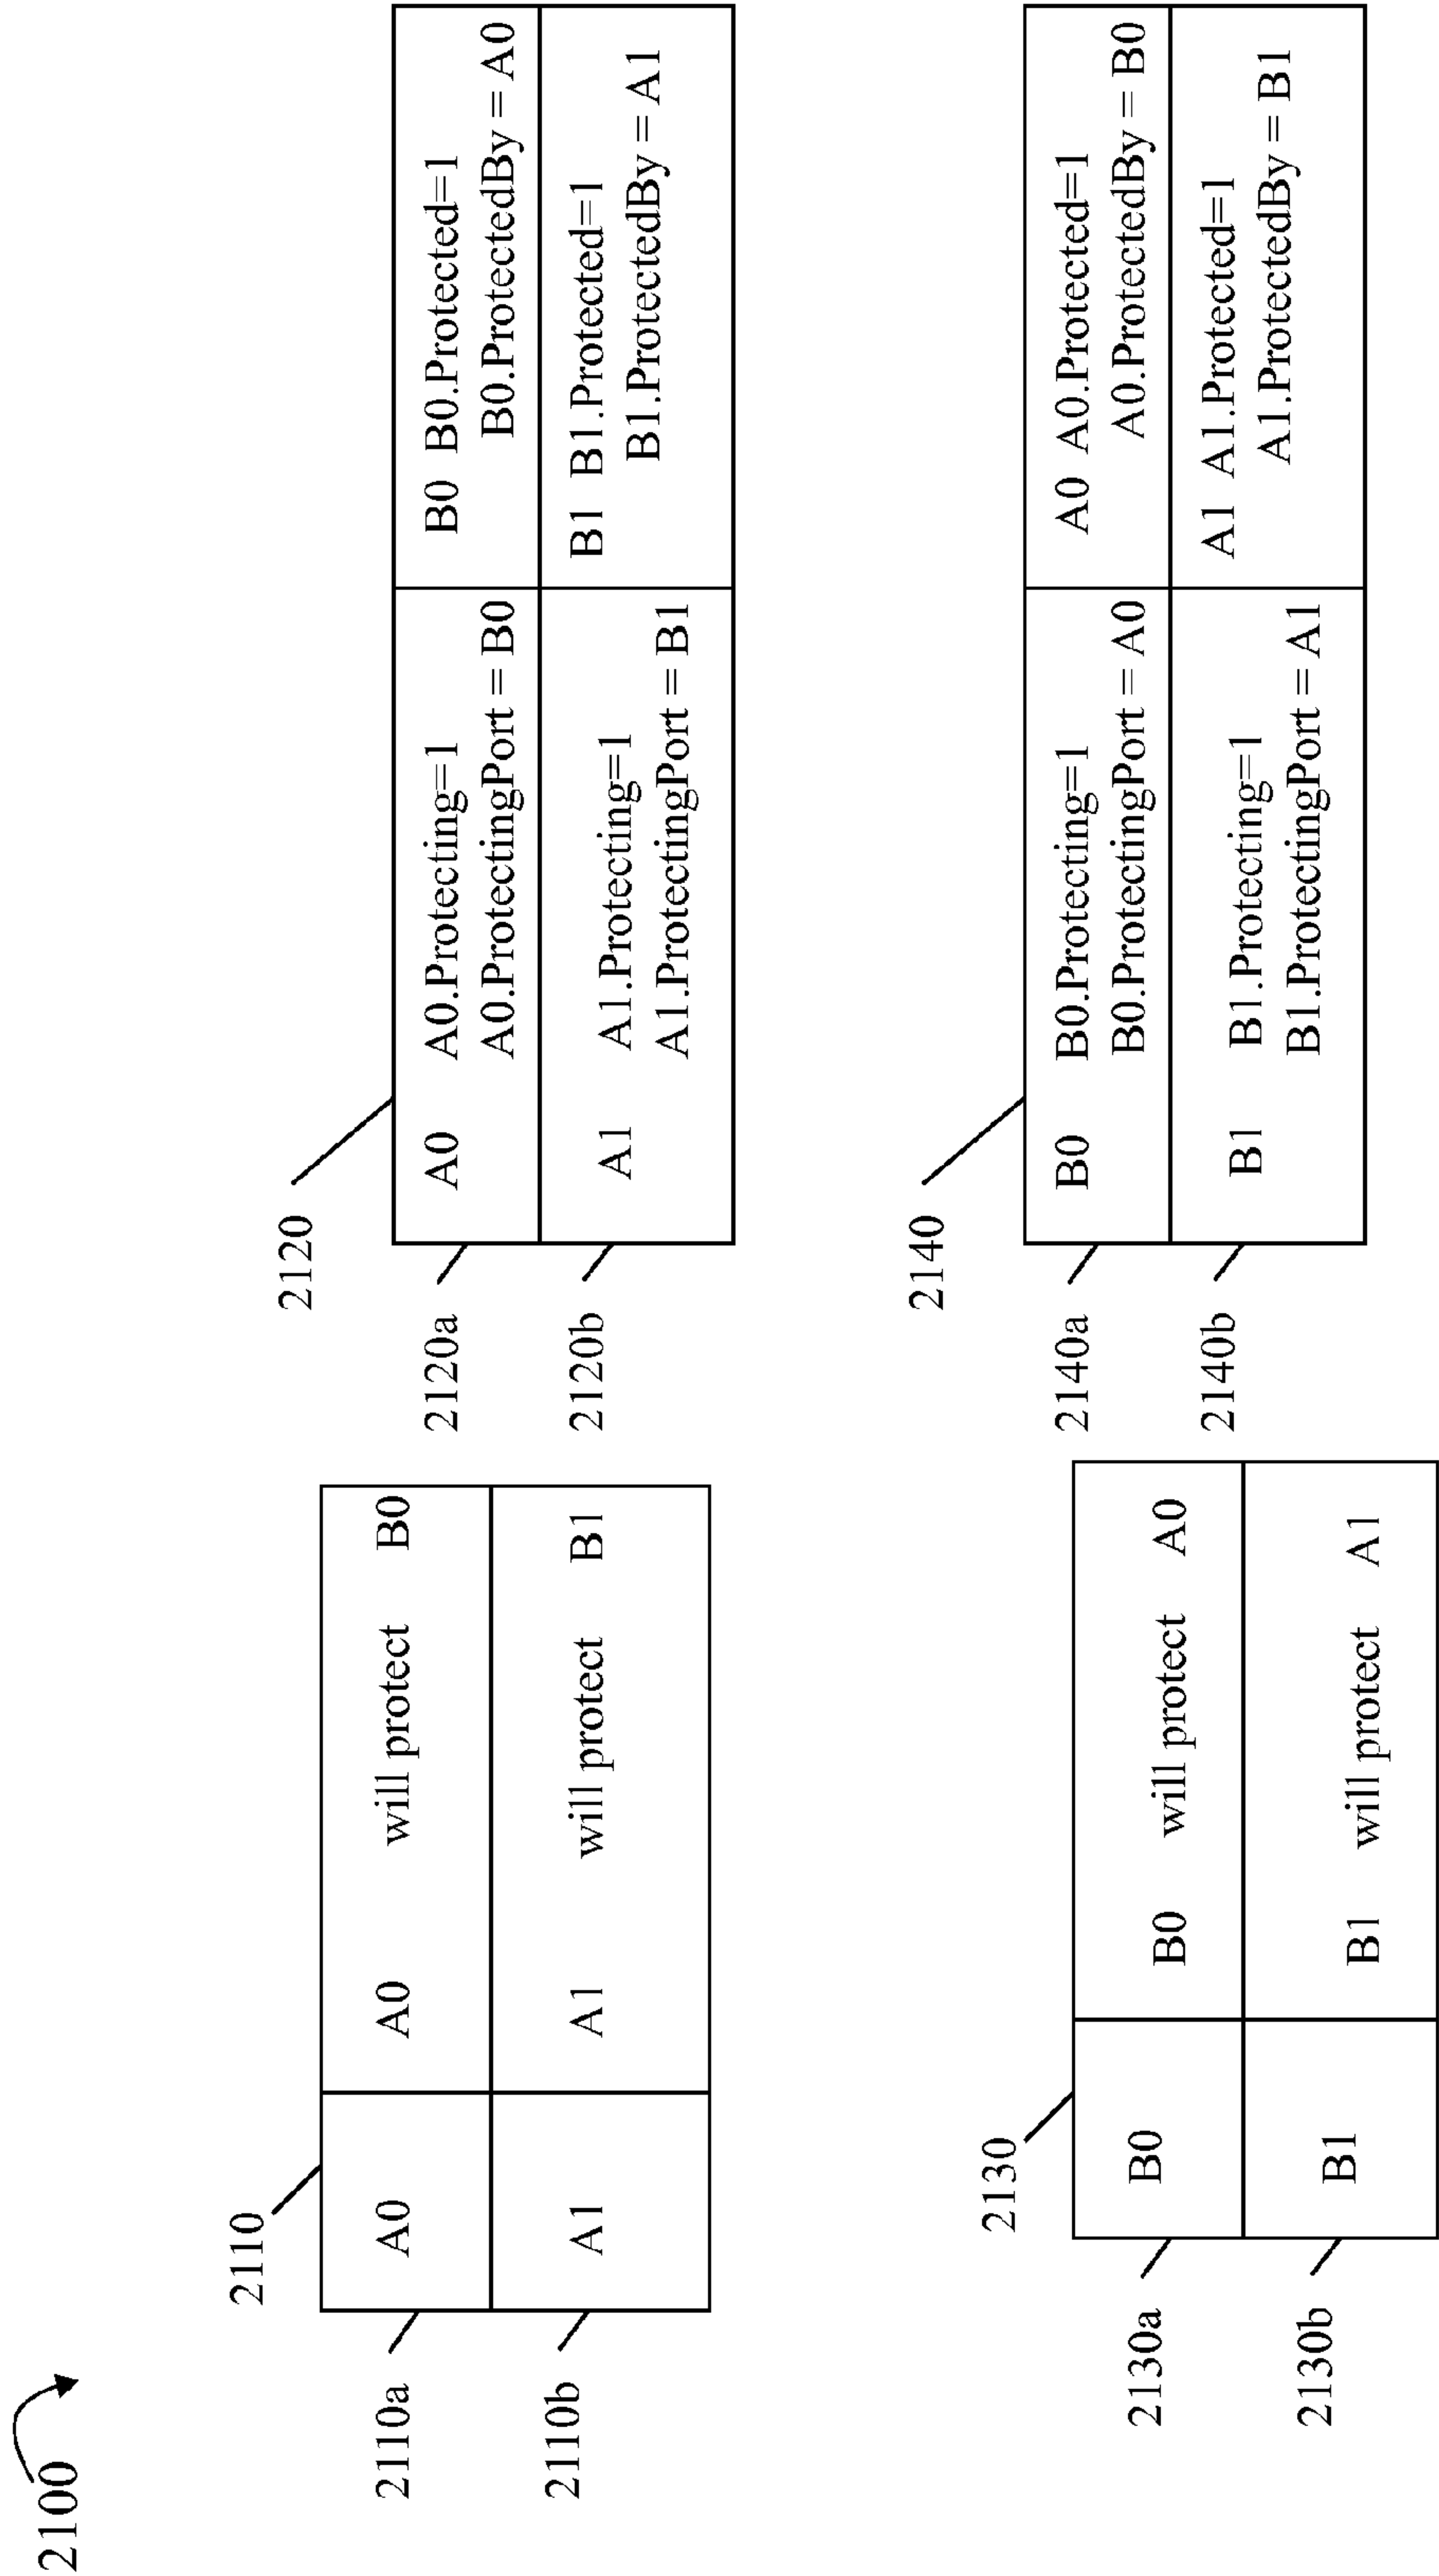 2100
2110
2110a
A0 A0 will protect B0
2110b
A1 A1 will protect B1
2120
2120a
A0 A0.Protecting=1
A0.ProtectingPort = B0
B0 B0.Protected=1
B0.ProtectedBy = A0
2120b
A1 A1.Protecting=1
A1.ProtectingPort = B1
B1 B1.Protected=1
B1.ProtectedBy = A1
2130
2130a
B0 B0 will protect A0
2130b
B1 B1 will protect A1
2140
2140a
B0 B0.Protecting=1
B0.ProtectingPort = A0
A0 A0.Protected=1
A0.ProtectedBy = B0
2140b
B1 B1.Protecting=1
B1.ProtectingPort = A1
A1 A1.Protected=1
A1.ProtectedBy = B1